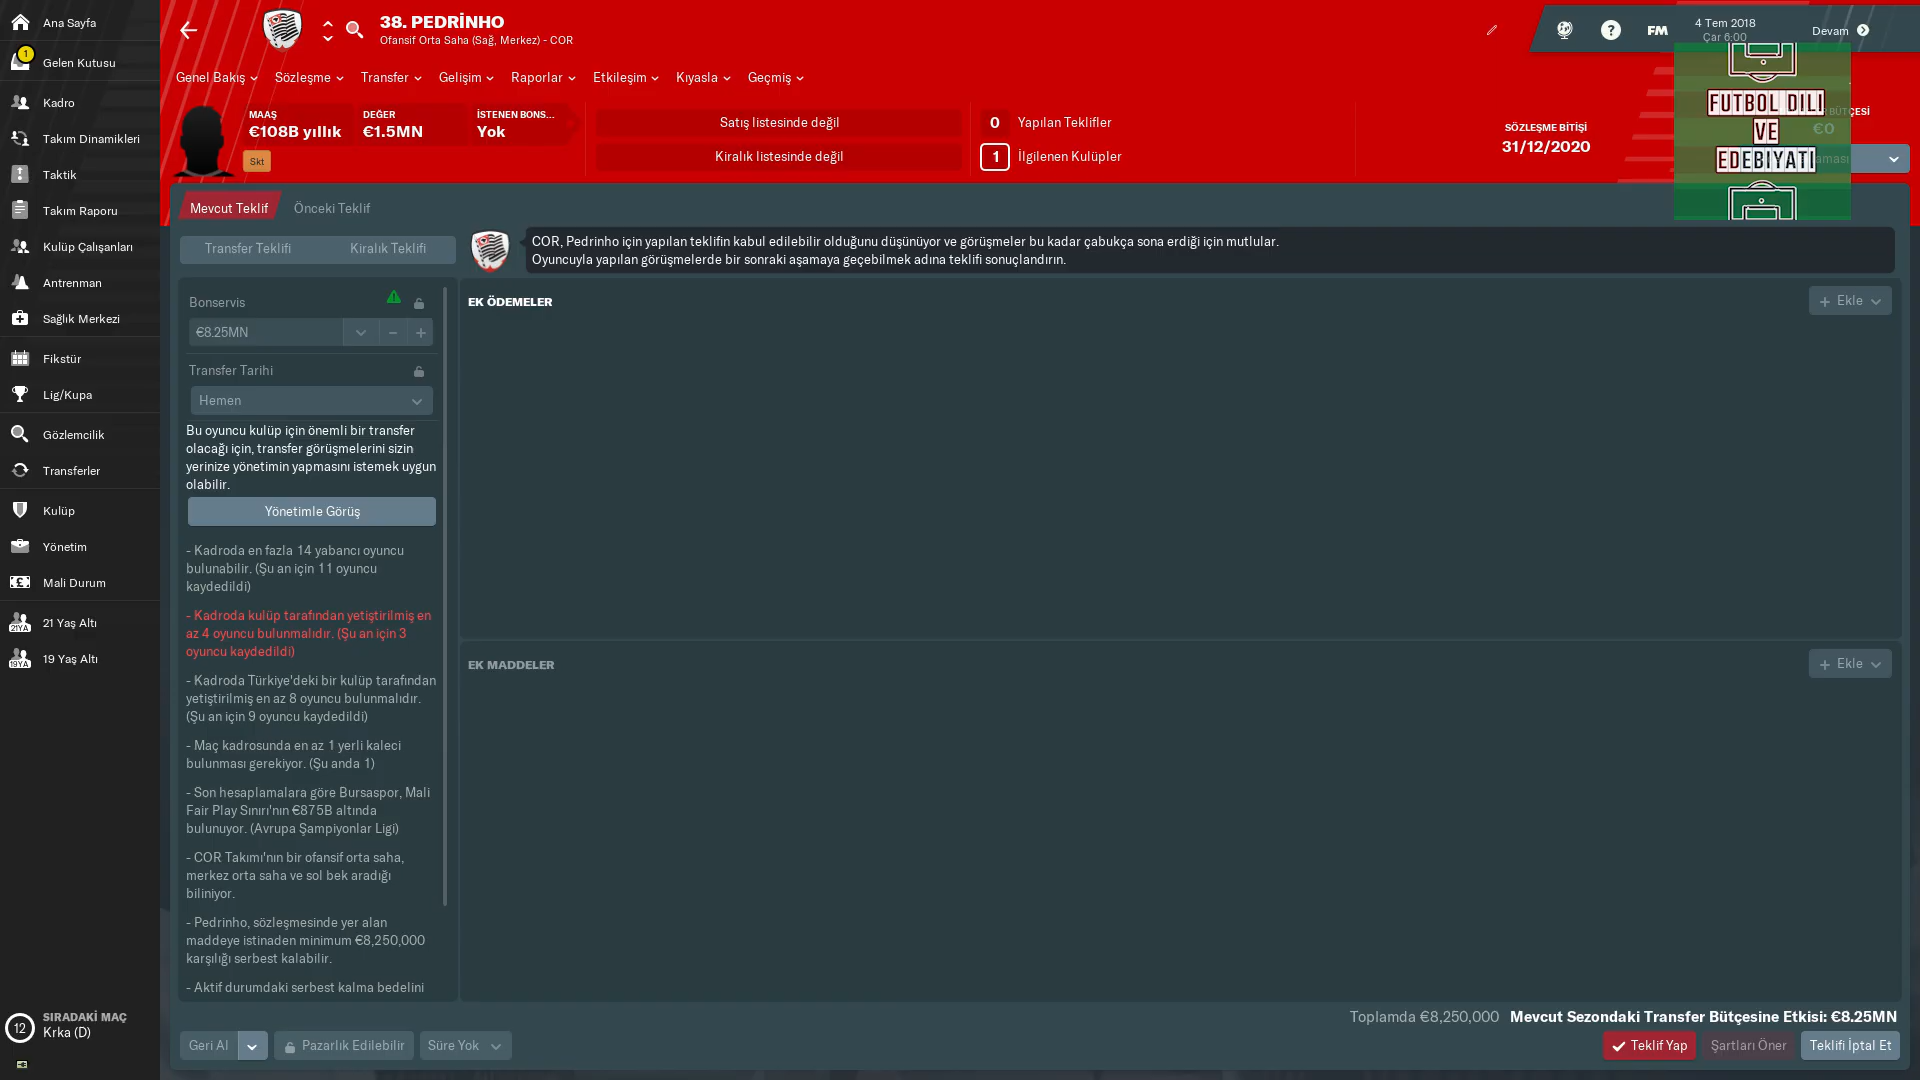 Ana Sayfa
1
Gelen Kutusu
Kadro
Takım Dinamikleri
Taktik
Takım Raporu
Kulüp Çalışanları
Antrenman
Sağlık Merkezi
Fikstür
Lig/Kupa
Gözlemcilik
Transferler
Kulüp
Yönetim
Mali Durum
21YA
21 Yaş Altı
19YA
19 Yaş Altı
12
SIRADAKİ MAÇ
Krka (D)
38. PEDRİNHO
Ofansif Orta Saha (Sağ, Merkez) - COR
?
FM
4 Tem 2018
Çar 6:00
Devam
Genel Bakış
Sözleşme
Transfer
Gelişim
Raporlar
Etkileşim
Kıyasla
Geçmiş
MAAŞ
€108B yıllık
DEĞER
€1.5MN
İSTENEN BONS...
Yok
Skt
Satış listesinde değil
Kiralık listesinde değil
0 Yapılan Teklifler
1 İlgilenen Kulüpler
SÖZLEŞME BİTİŞİ
31/12/2020
BÜTÇESİ
€0
FUTBOL DILI
VE
EDEBIYATI
Mevcut Teklif
Önceki Teklif
Transfer Teklifi
Kiralık Teklifi
COR, Pedrinho için yapılan teklifin kabul edilebilir olduğunu düşünüyor ve görüşmeler bu kadar çabukça sona erdiği için mutlular.
Oyuncuyla yapılan görüşmelerde bir sonraki aşamaya geçebilmek adına teklifi sonuçlandırın.
Bonservis
€8.25MN
Transfer Tarihi
Hemen
Bu oyuncu kulüp için önemli bir transfer
olacağı için, transfer görüşmelerini sizin
yerinize yönetimin yapmasını istemek uygun
olabilir.
Yönetimle Görüş
- Kadroda en fazla 14 yabancı oyuncu
bulunabilir. (Şu an için 11 oyuncu
kaydedildi)
- Kadroda kulüp tarafından yetiştirilmiş en
az 4 oyuncu bulunmalıdır. (Şu an için 3
oyuncu kaydedildi)
- Kadroda Türkiye'deki bir kulüp tarafından
yetiştirilmiş en az 8 oyuncu bulunmalıdır.
(Şu an için 9 oyuncu kaydedildi)
- Maç kadrosunda en az 1 yerli kaleci
bulunması gerekiyor. (Şu anda 1)
- Son hesaplamalara göre Bursaspor, Mali
Fair Play Sınırı'nın €875B altında
bulunuyor. (Avrupa Şampiyonlar Ligi)
- COR Takımı'nın bir ofansif orta saha,
merkez orta saha ve sol bek aradığı
biliniyor.
- Pedrinho, sözleşmesinde yer alan
maddeye istinaden minimum €8,250,000
karşılığı serbest kalabilir.
- Aktif durumdaki serbest kalma bedelini
EK ÖDEMELER
+ Ekle
EK MADDELER
+ Ekle
Toplamda €8,250,000 Mevcut Sezondaki Transfer Bütçesine Etkisi: €8.25MN
Geri Al
Pazarlık Edilebilir
Süre Yok
Teklif Yap
Şartları Öner
Teklifi İptal Et